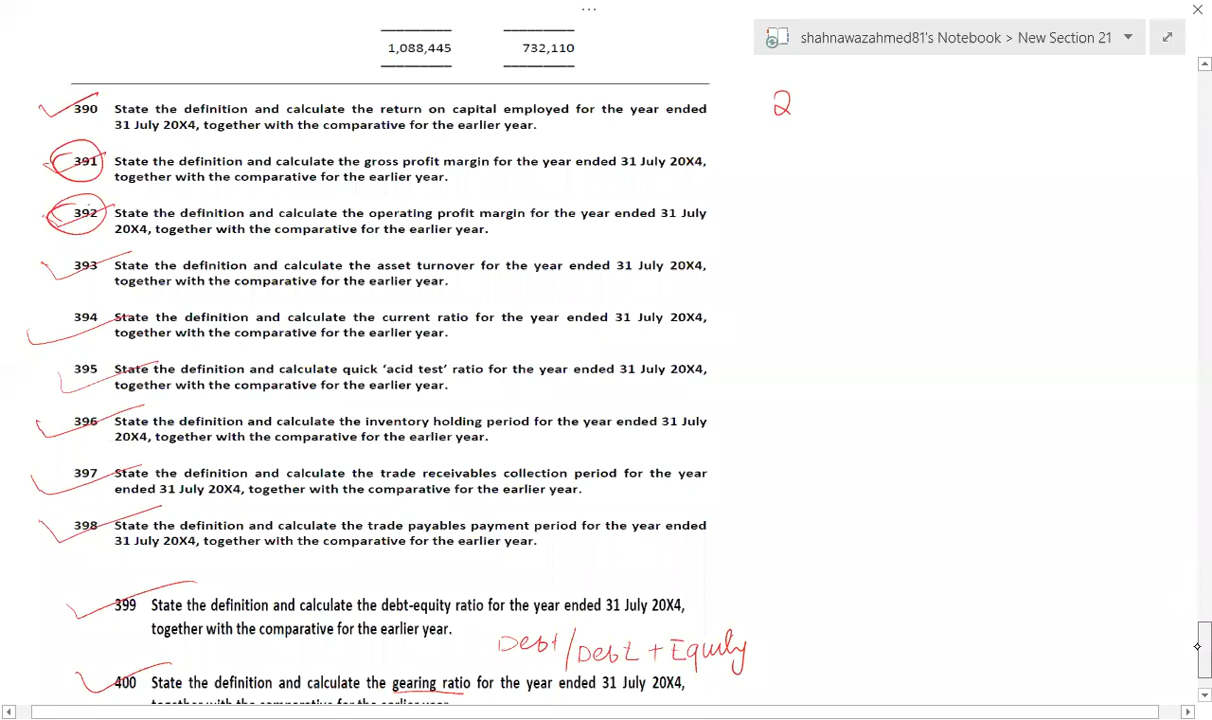 ...
shahnawazahmed81's Notebook > New Section 21
1,088,445 732,110
2
390 State the definition and calculate the return on capital employed for the year ended
31 July 20X4, together with the comparative for the earlier year.
391 State the definition and calculate the gross profit margin for the year ended 31 July 20X4,
together with the comparative for the earlier year.
392 State the definition and calculate the operating profit margin for the year ended 31 July
20X4, together with the comparative for the earlier year.
393 State the definition and calculate the asset turnover for the year ended 31 July 20X4,
together with the comparative for the earlier year.
394 State the definition and calculate the current ratio for the year ended 31 July 20X4,
together with the comparative for the earlier year.
395 State the definition and calculate quick ‘acid test’ ratio for the year ended 31 July 20X4,
together with the comparative for the earlier year.
396 State the definition and calculate the inventory holding period for the year ended 31 July
20X4, together with the comparative for the earlier year.
397 State the definition and calculate the trade receivables collection period for the year
ended 31 July 20X4, together with the comparative for the earlier year.
398 State the definition and calculate the trade payables payment period for the year ended
31 July 20X4, together with the comparative for the earlier year.
399 State the definition and calculate the debt-equity ratio for the year ended 31 July 20X4,
together with the comparative for the earlier year.
Debt/Debt + Equity
400 State the definition and calculate the gearing ratio for the year ended 31 July 20X4,
together with the comparative for the earlier year.